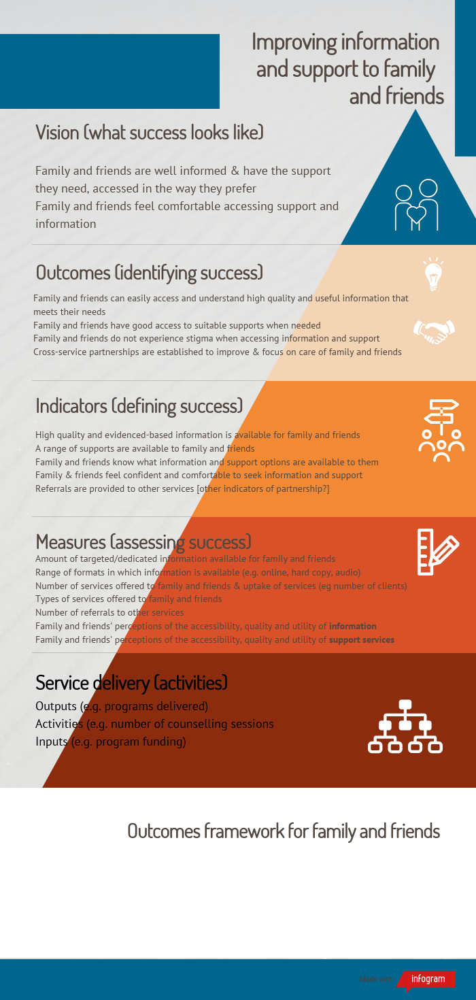 Improving information
and support to family
and friends
Vision (what success looks like)
Family and friends are well informed & have the support
they need, accessed in the way they prefer
Family and friends feel comfortable accessing support and
information
Outcomes (identifying success)
Family and friends can easily access and understand high quality and useful information that
meets their needs
Family and friends have good access to suitable supports when needed
Family and friends do not experience stigma when accessing information and support
Cross-service partnerships are established to improve & focus on care of family and friends
Indicators (defining success)
High quality and evidenced-based information is available for family and friends
A range of supports are available to family and friends
Family and friends know what information and support options are available to them
Family & friends feel confident and comfortable to seek information and support
Referrals are provided to other services [other indicators of partnership?]
Measures (assessing success)
Amount of targeted/dedicated information available for family and friends
Range of formats in which information is available (e.g. online, hard copy, audio)
Number of services offered to family and friends & uptake of services (eg number of clients)
Types of services offered to family and friends
Number of referrals to other services
Family and friends' perceptions of the accessibility, quality and utility of information
Family and friends' perceptions of the accessibility, quality and utility of support services
Service delivery (activities)
Outputs (e.g. programs delivered)
Activities (e.g. number of counselling sessions
Inputs (e.g. program funding)
Outcomes framework for family and friends
Made with infogram